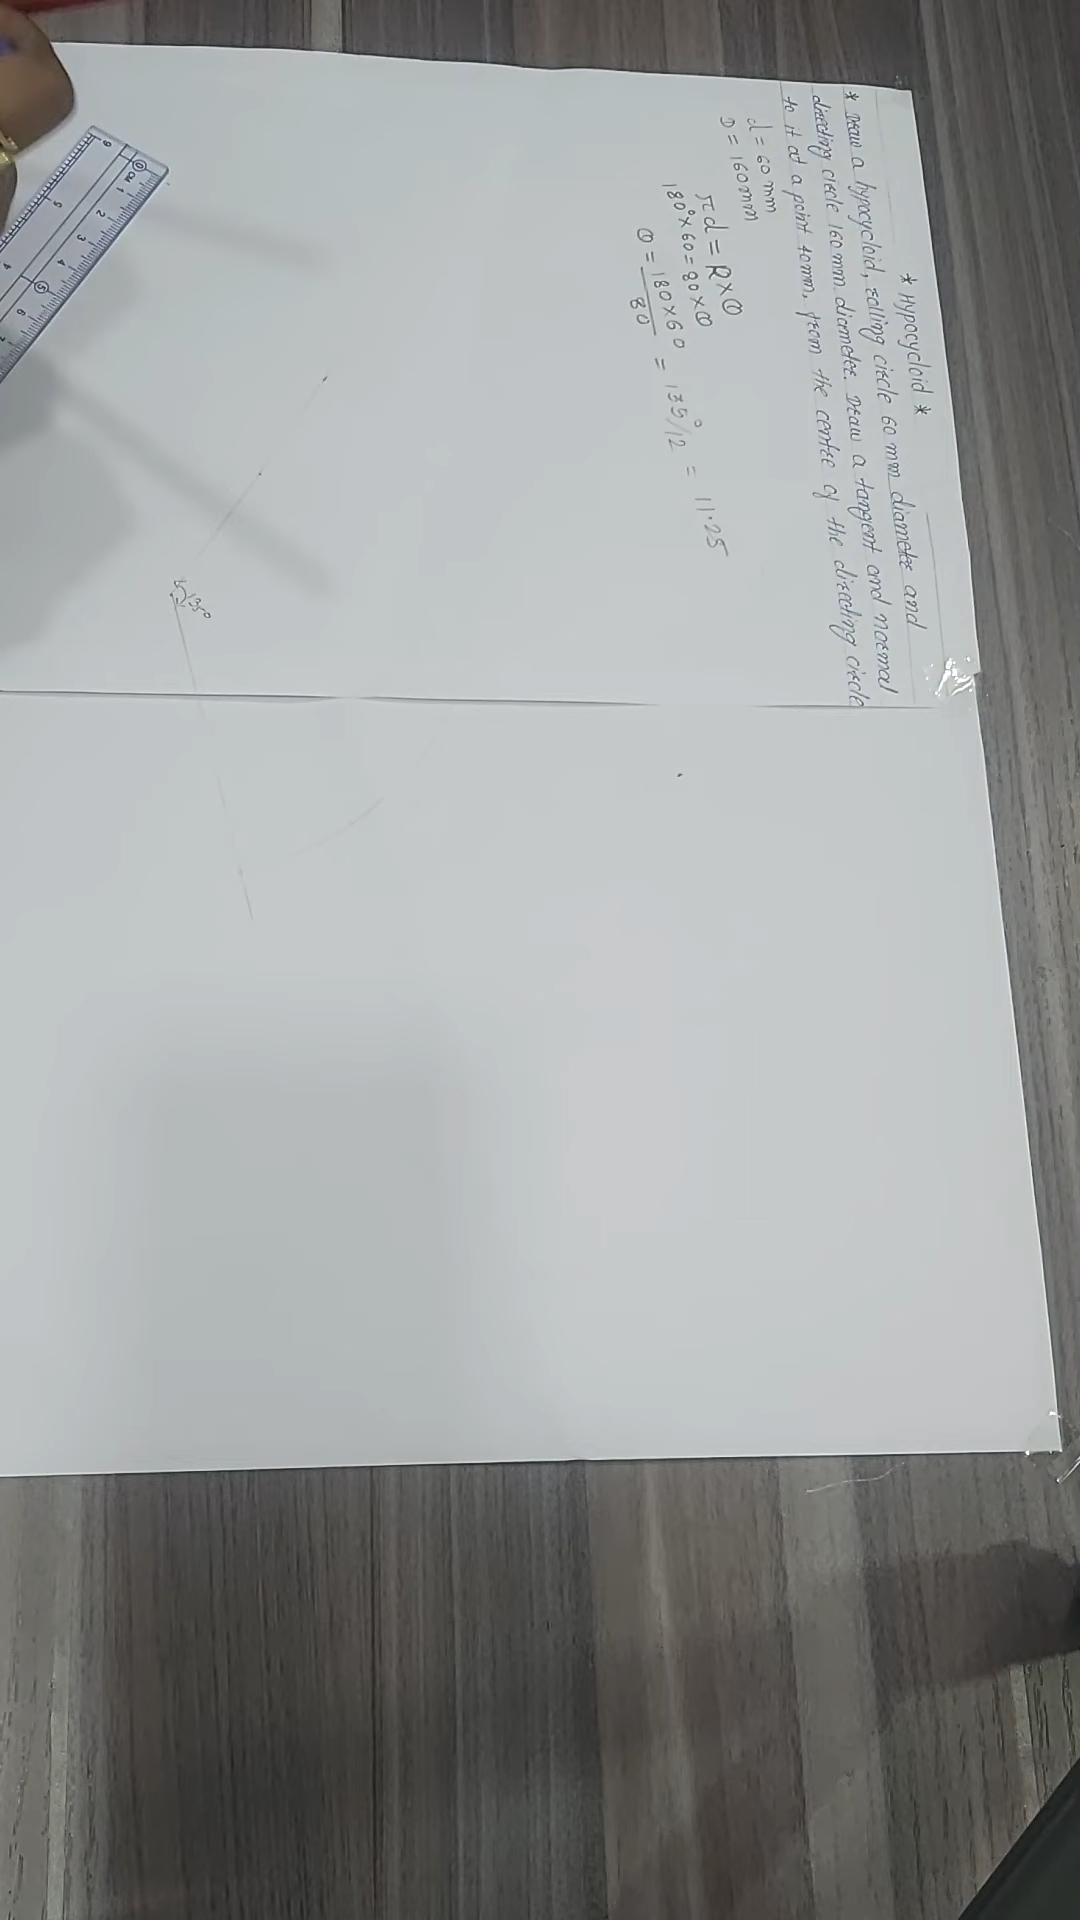 * Hypocycloid *
* Draw a hypocycloid, rolling circle 60 mm diameter and
directing circle 160 mm diameter. Draw a tangent and normal
to it at a point 40mm, from the centre of the directing circle
d = 60 mm
D = 160mm
πd = R×θ
180°×60 = 80×θ
θ = 180×60/80 = 135°/12 = 11.25
135°